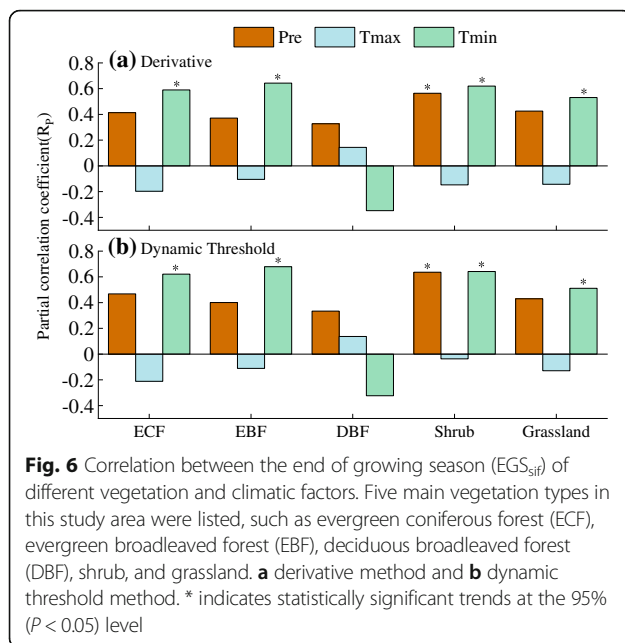 Pre Tmax Tmin
(a) Derivative
0.8
0.6
0.4
0.2
0
-0.2
-0.4
* * * * *
(b) Dynamic Threshold
0.8
0.6
0.4
0.2
0
-0.2
-0.4
* * * * *
Partial correlation coefficient(R_P)
ECF EBF DBF Shrub Grassland
Fig. 6 Correlation between the end of growing season (EGS_sif) of
different vegetation and climatic factors. Five main vegetation types in
this study area were listed, such as evergreen coniferous forest (ECF),
evergreen broadleaved forest (EBF), deciduous broadleaved forest
(DBF), shrub, and grassland. a derivative method and b dynamic
threshold method. * indicates statistically significant trends at the 95%
(P < 0.05) level